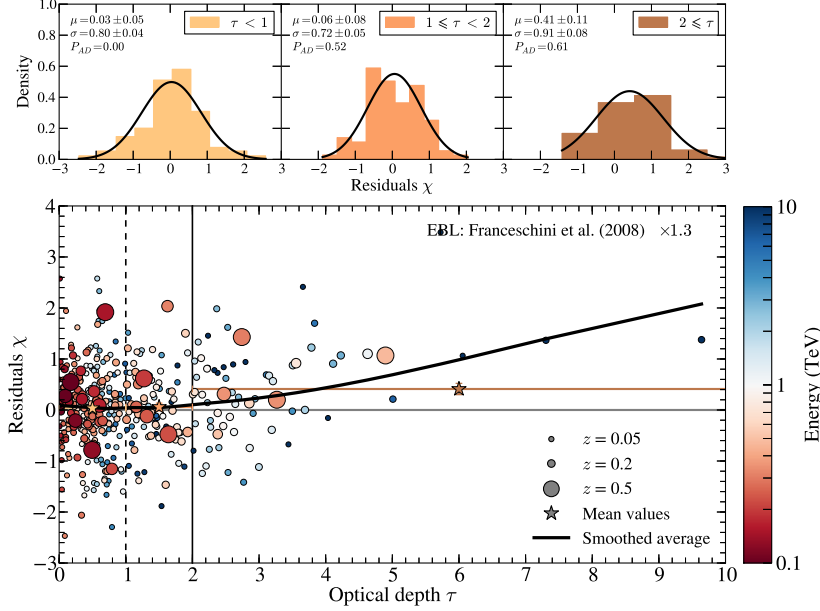 μ = 0.03 ± 0.05
σ = 0.80 ± 0.04
P_AD = 0.00
τ < 1
μ = 0.06 ± 0.08
σ = 0.72 ± 0.05
P_AD = 0.52
1 ⩽ τ < 2
μ = 0.41 ± 0.11
σ = 0.91 ± 0.08
P_AD = 0.61
2 ⩽ τ
Density
1.0
0.8
0.6
0.4
0.2
0.0
−3 −2 −1 0 1 2 3
−2 −1 0 1 2 3
−2 −1 0 1 2 3
Residuals χ
EBL: Franceschini et al. (2008) ×1.3
Residuals χ
4
3
2
1
0
−1
−2
−3
z = 0.05
z = 0.2
z = 0.5
Mean values
Smoothed average
0 1 2 3 4 5 6 7 8 9 10
Optical depth τ
10
1
0.1
Energy (TeV)